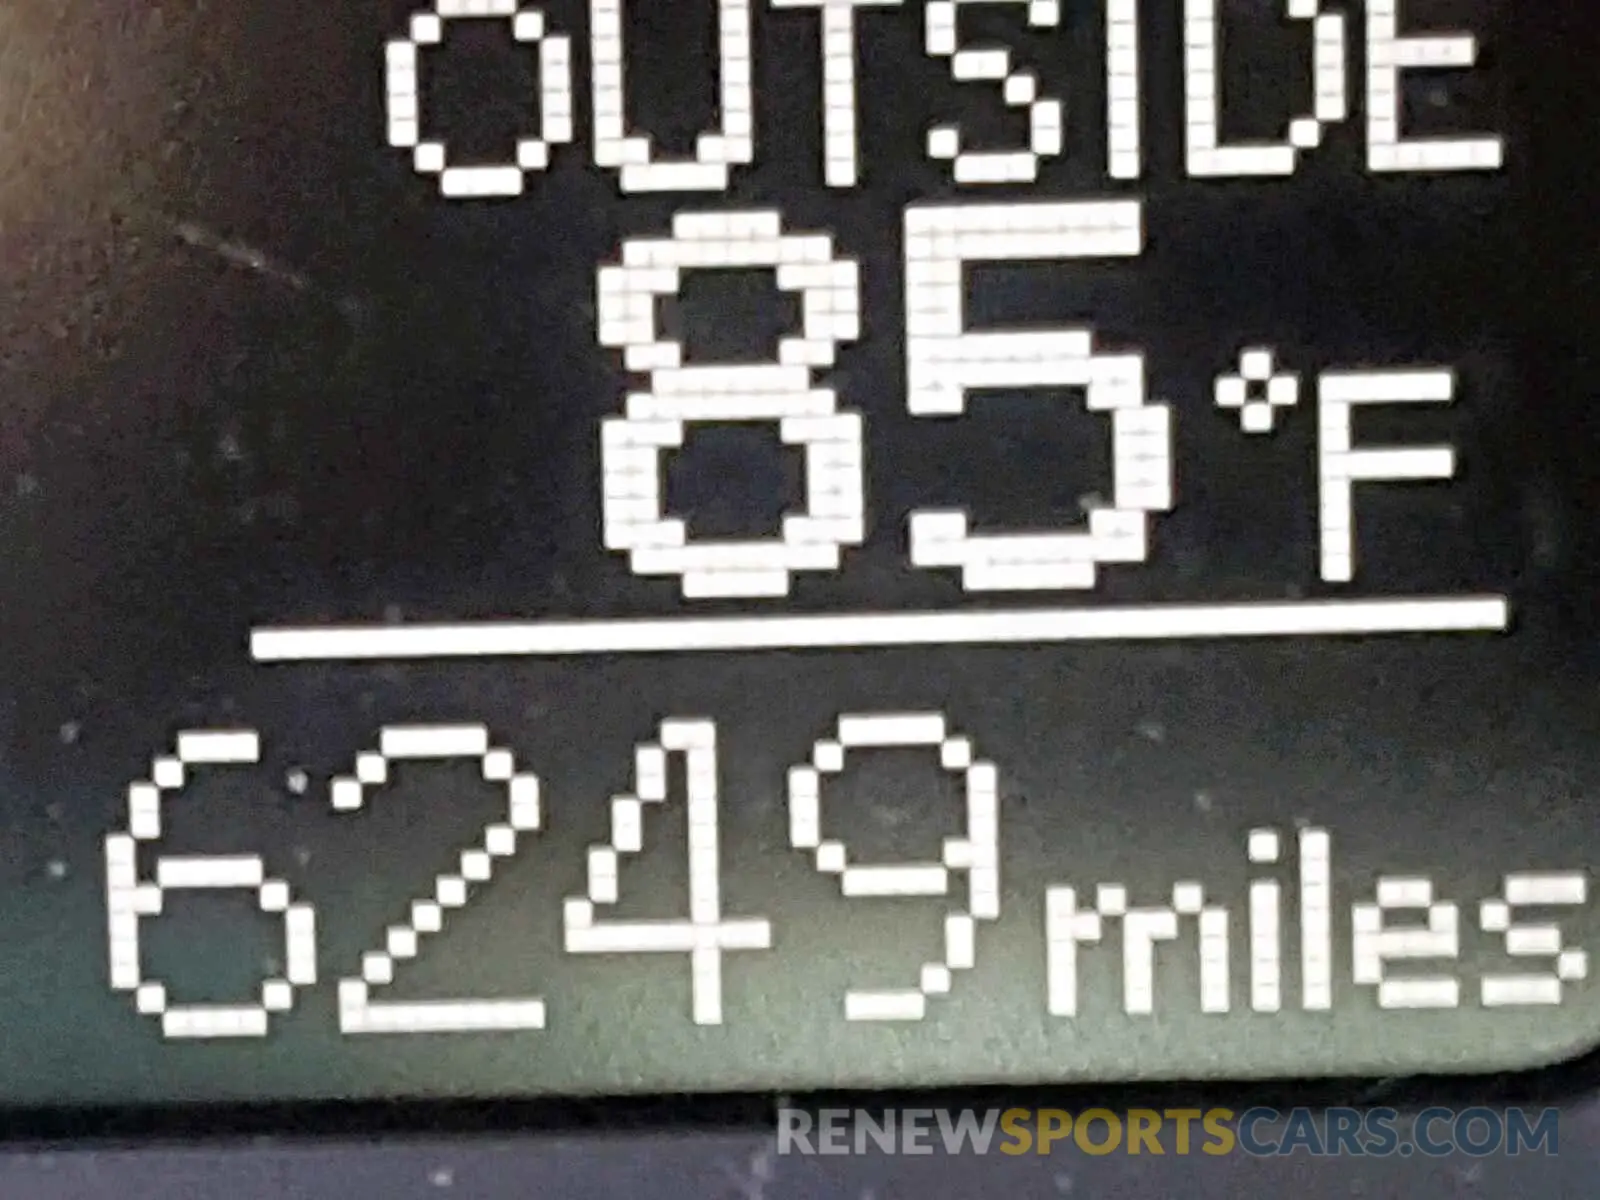 OUTSIDE
85°F
6249 miles
RENEWSPORTSCARS.COM